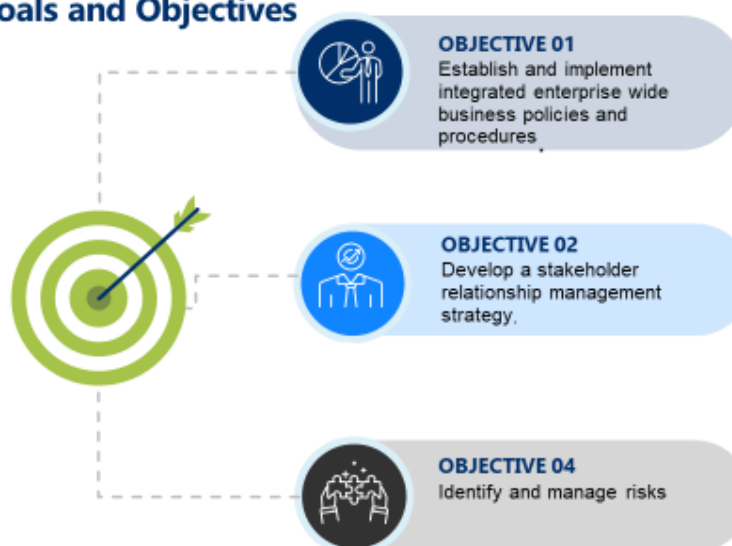 oals and Objectives
OBJECTIVE 01
Establish and implement
integrated enterprise wide
business policies and
procedures.
OBJECTIVE 02
Develop a stakeholder
relationship management
strategy.
OBJECTIVE 04
Identify and manage risks